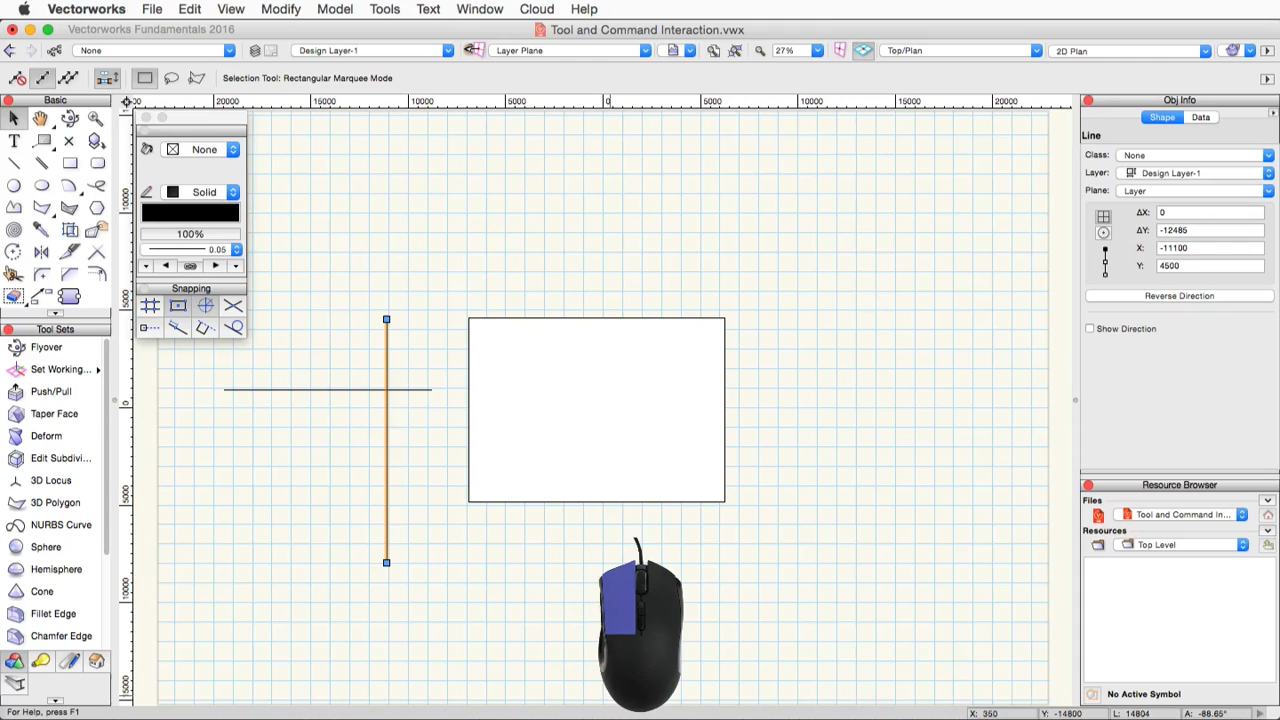 Vectorworks File Edit View Modify Model Tools Text Window Cloud Help
Vectorworks Fundamentals 2016 Tool and Command Interaction.vwx
None Design Layer-1 Layer Plane 27% Top/Plan 2D Plan
Selection Tool: Rectangular Marquee Mode
Basic
20000 15000 10000 5000 0 5000 10000 15000 20000
Obj Info
Shape Data
Line
None
Class: None
Layer: Design Layer-1
Plane: Layer
Solid
ΔX: 0
100%
ΔY: -12485
0.05
X: -11100
Y: 4500
Snapping
Reverse Direction
Show Direction
10000
5000
0
5000
10000
15000
Tool Sets
Flyover
Set Working...
Push/Pull
Taper Face
Deform
Edit Subdivi...
3D Locus
3D Polygon
NURBS Curve
Sphere
Hemisphere
Cone
Fillet Edge
Chamfer Edge
Resource Browser
Files
Tool and Command In...
Resources
Top Level
No Active Symbol
For Help, press F1
X: 350 Y: -14800 L: 14804 A: -88.65°